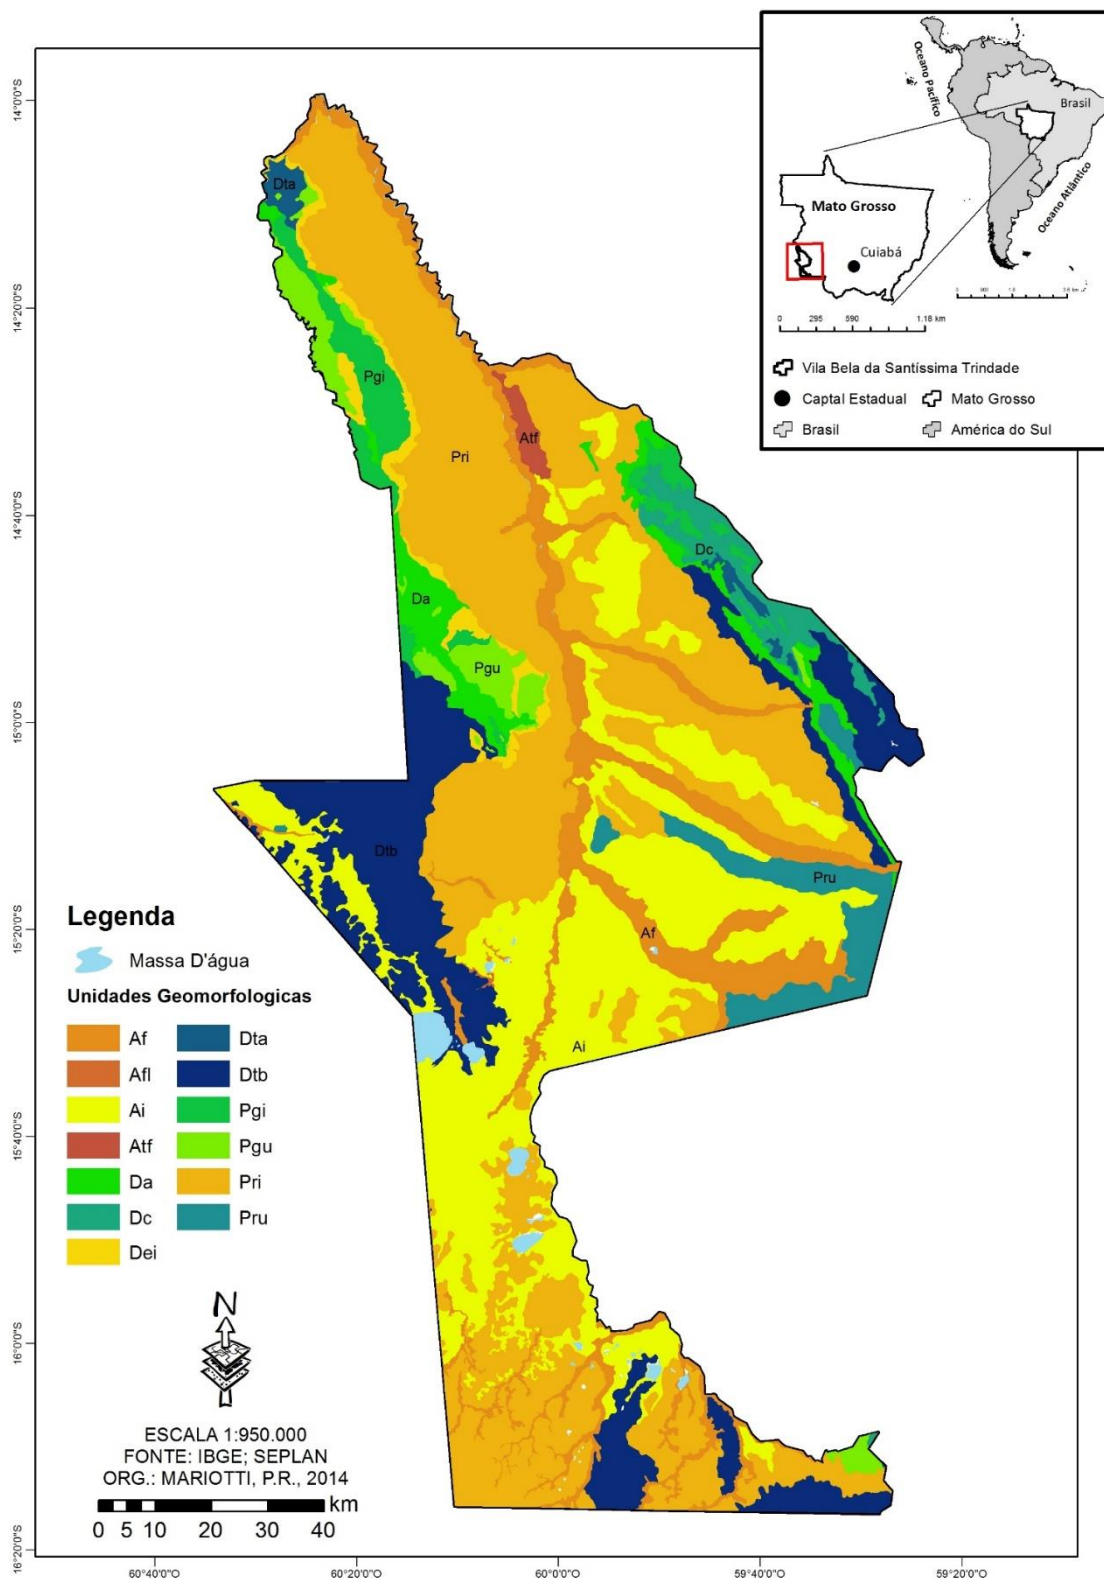 Oceano Pacífico
Brasil
Oceano Atlântico
Mato Grosso
Cuiabá
0 295 590 1.18 km
Vila Bela da Santíssima Trindade
Captal Estadual
Mato Grosso
Brasil
América do Sul
14°0'0"S
14°20'0"S
14°40'0"S
15°0'0"S
15°20'0"S
15°40'0"S
16°0'0"S
16°20'0"S
Dta
Pgi
Atf
Pri
Dc
Da
Pgu
Dtb
Pru
Af
Ai
Legenda
Massa D'água
Unidades Geomorfologicas
Af
Afl
Ai
Atf
Da
Dc
Dei
Dta
Dtb
Pgi
Pgu
Pri
Pru
N
ESCALA 1:950.000
FONTE: IBGE; SEPLAN
ORG.: MARIOTTI, P.R., 2014
km
0 5 10 20 30 40
60°40'0"O 60°20'0"O 60°0'0"O 59°40'0"O 59°20'0"O